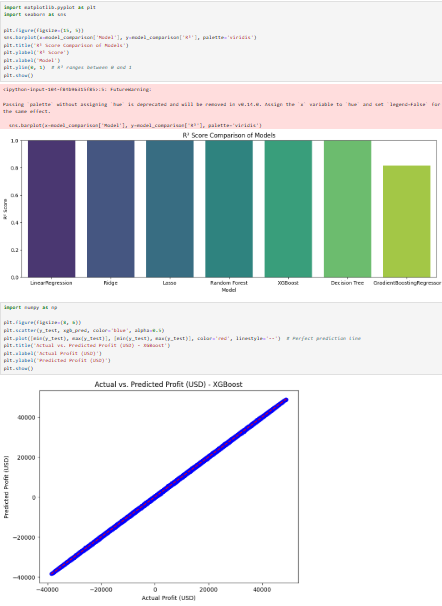 import matplotlib.pyplot as plt
import seaborn as sns
plt.figure(figsize=(15, 5))
sns.barplot(x=model_comparison['Model'], y=model_comparison['R²'], palette='viridis')
plt.title('R² Score Comparison of Models')
plt.ylabel('R² Score')
plt.xlabel('Model')
plt.ylim(0, 1)  # R² ranges between 0 and 1
plt.show()
FutureWarning:
Passing `palette` without assigning `hue` is deprecated and will be removed in v0.14.0. Assign the `x` variable to `hue` and set `legend=False` for
the same effect.
sns.barplot(x=model_comparison['Model'], y=model_comparison['R²'], palette='viridis')
R² Score Comparison of Models
1.0
0.8
0.6
0.4
0.2
0.0
R² Score
LinearRegression Ridge Lasso Random Forest XGBoost Decision Tree GradientBoostingRegressor
Model
import numpy as np
plt.figure(figsize=(8, 6))
plt.scatter(y_test, xgb_pred, color='blue', alpha=0.5)
plt.plot([min(y_test), max(y_test)], [min(y_test), max(y_test)], color='red', linestyle='--')  # Perfect prediction line
plt.title('Actual vs. Predicted Profit (USD) - XGBoost')
plt.xlabel('Actual Profit (USD)')
plt.ylabel('Predicted Profit (USD)')
plt.show()
Actual vs. Predicted Profit (USD) - XGBoost
40000
20000
0
−20000
−40000
Predicted Profit (USD)
−40000 −20000 0 20000 40000
Actual Profit (USD)